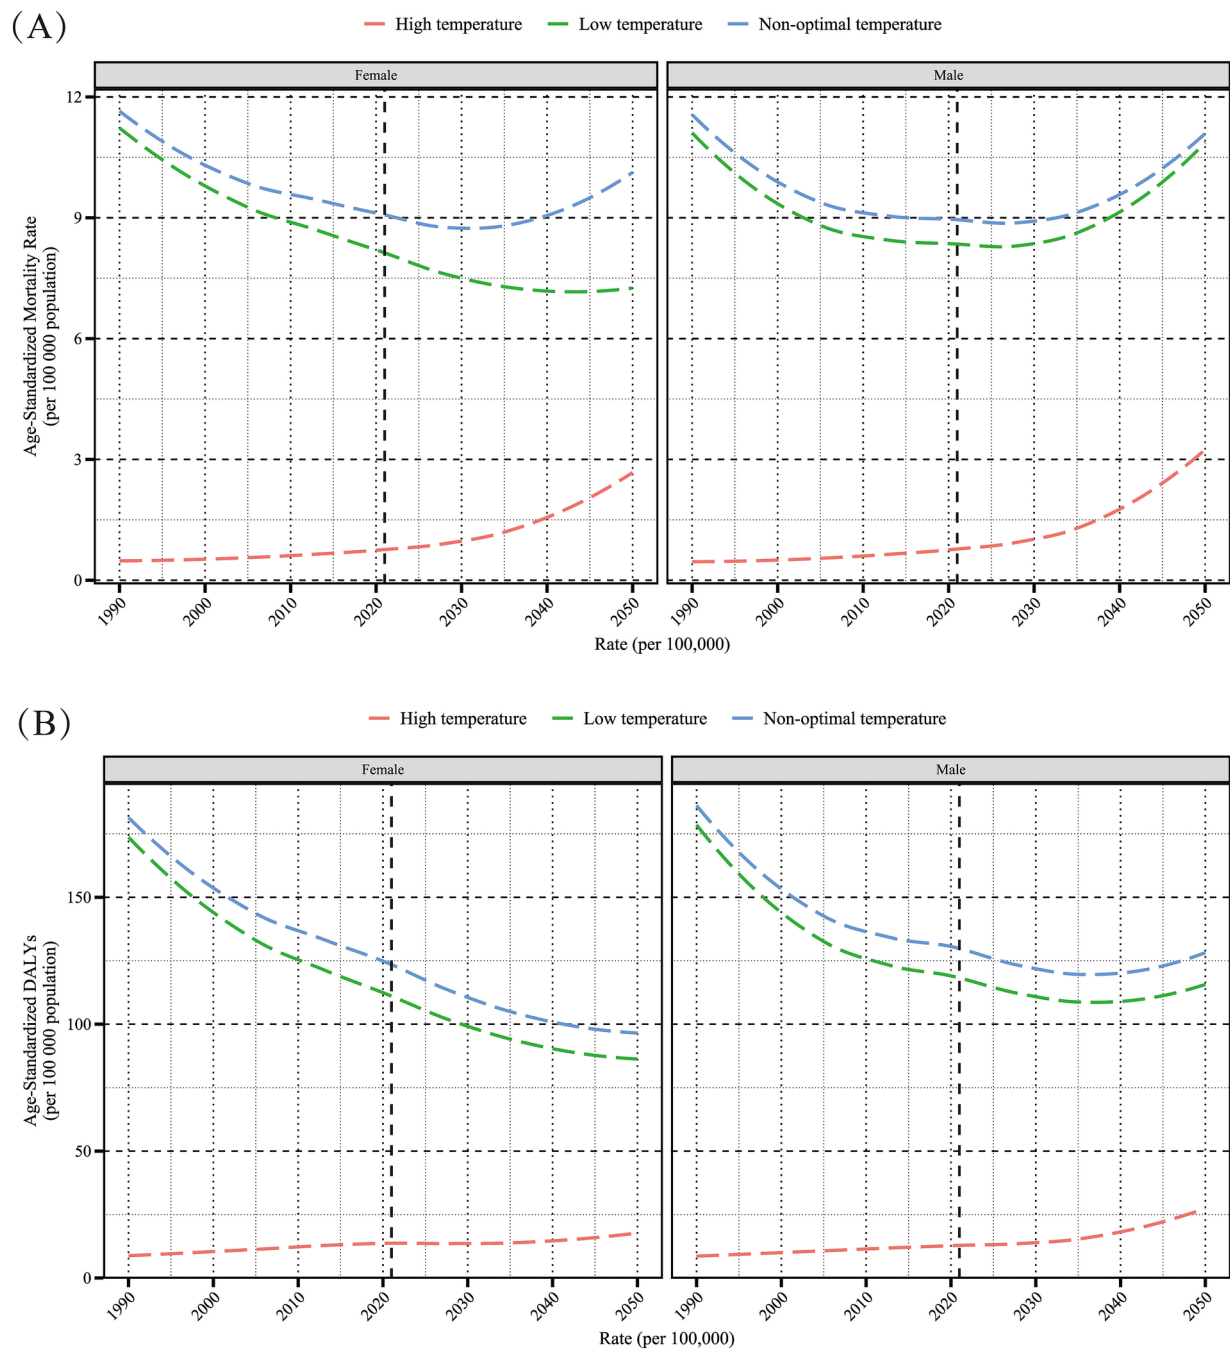 (A)
High temperature Low temperature Non-optimal temperature
Female Male
Age-Standardized Mortality Rate
(per 100 000 population)
12
9
6
3
0
1990 2000 2010 2020 2030 2040 2050 1990 2000 2010 2020 2030 2040 2050
Rate (per 100,000)
(B)
High temperature Low temperature Non-optimal temperature
Female Male
Age-Standardized DALYs
(per 100 000 population)
150
100
50
0
1990 2000 2010 2020 2030 2040 2050 1990 2000 2010 2020 2030 2040 2050
Rate (per 100,000)